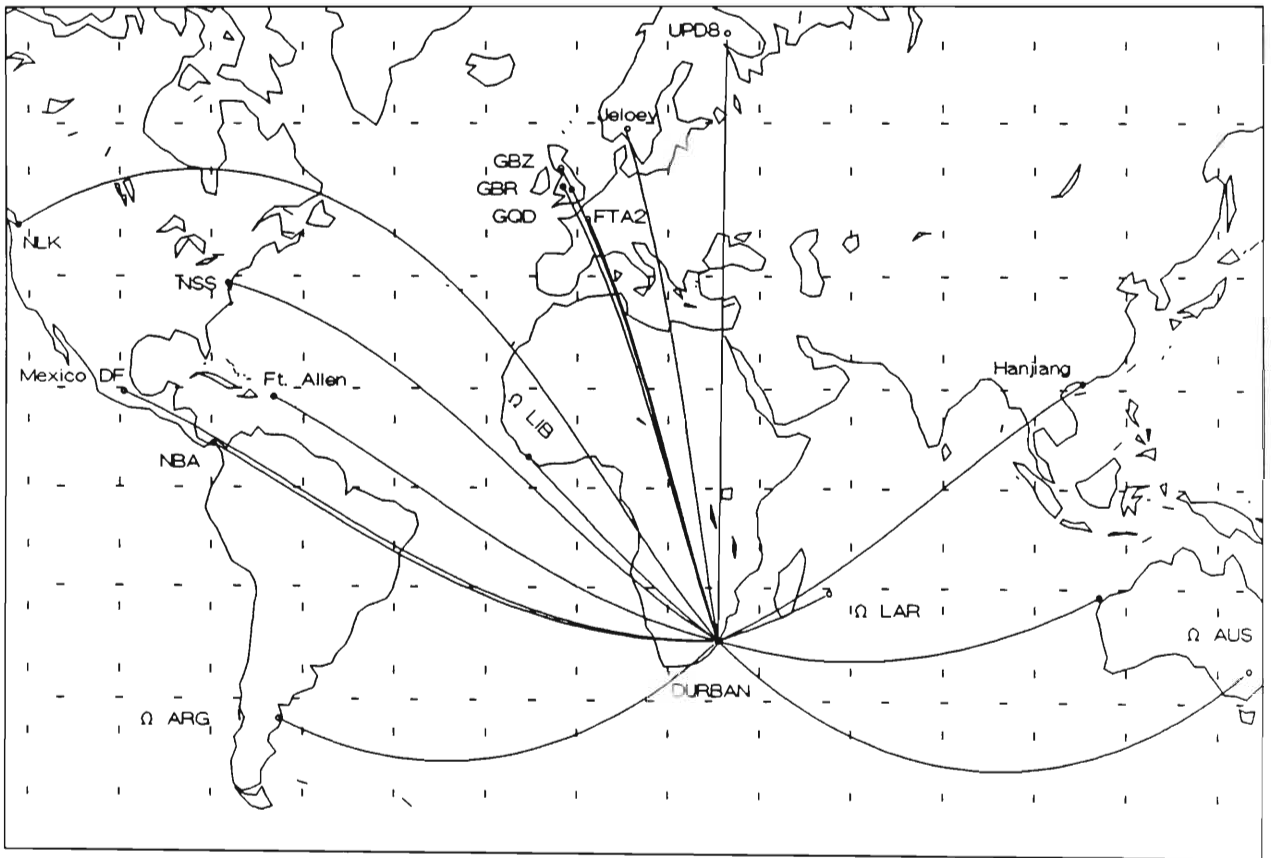 UPD8
Jeloey
GBZ
GBR
GQD
FTA2
NLK
NSS
Mexico DF
Ft. Allen
Hanjiang
Ω LIB
NBA
Ω LAR
Ω AUS
DURBAN
Ω ARG